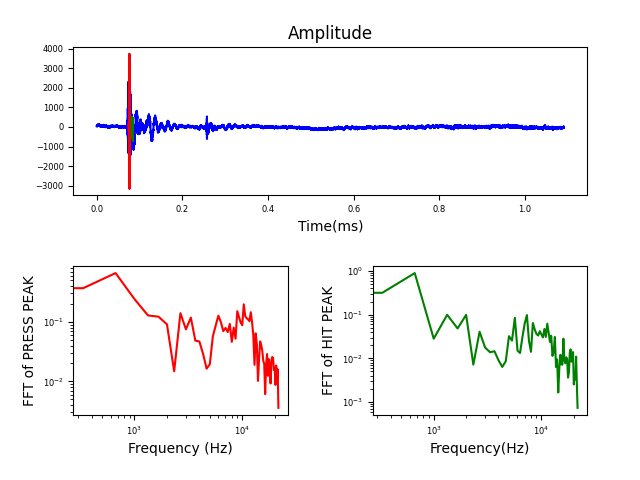 Amplitude
4000
3000
2000
1000
0
−1000
−2000
−3000
0.0 0.2 0.4 0.6 0.8 1.0
Time(ms)
FFT of PRESS PEAK
10⁻¹
10⁻²
10³ 10⁴
Frequency (Hz)
FFT of HIT PEAK
10⁰
10⁻¹
10⁻²
10⁻³
10³ 10⁴
Frequency(Hz)